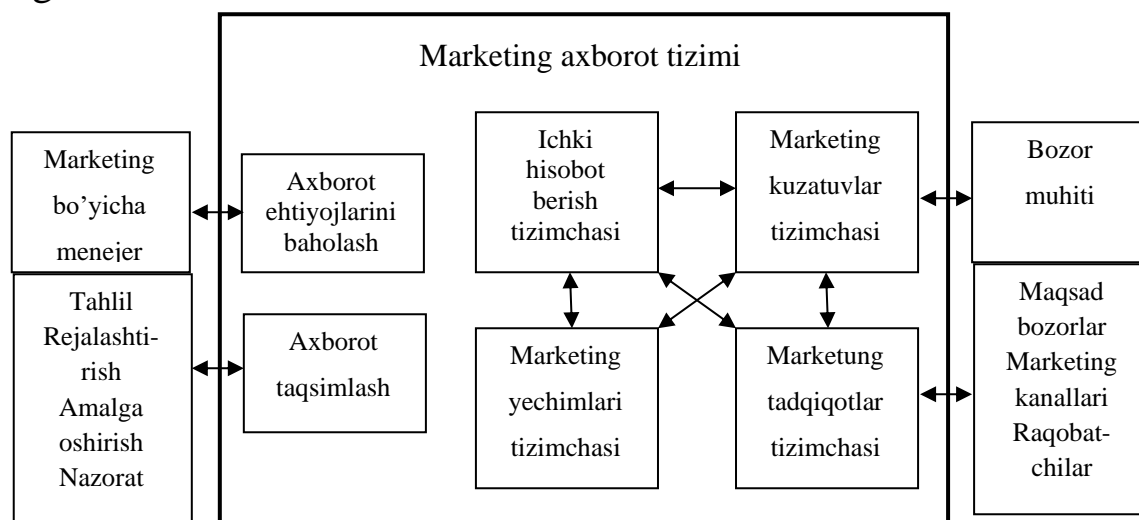 Marketing axborot tizimi
Marketing
bo’yicha
menejer
Tahlil
Rejalashti-
rish
Amalga
oshirish
Nazorat
Axborot
ehtiyojlarini
baholash
Axborot
taqsimlash
Ichki
hisobot
berish
tizimchasi
Marketing
kuzatuvlar
tizimchasi
Marketing
yechimlari
tizimchasi
Marketung
tadqiqotlar
tizimchasi
Bozor
muhiti
Maqsad
bozorlar
Marketing
kanallari
Raqobat-
chilar